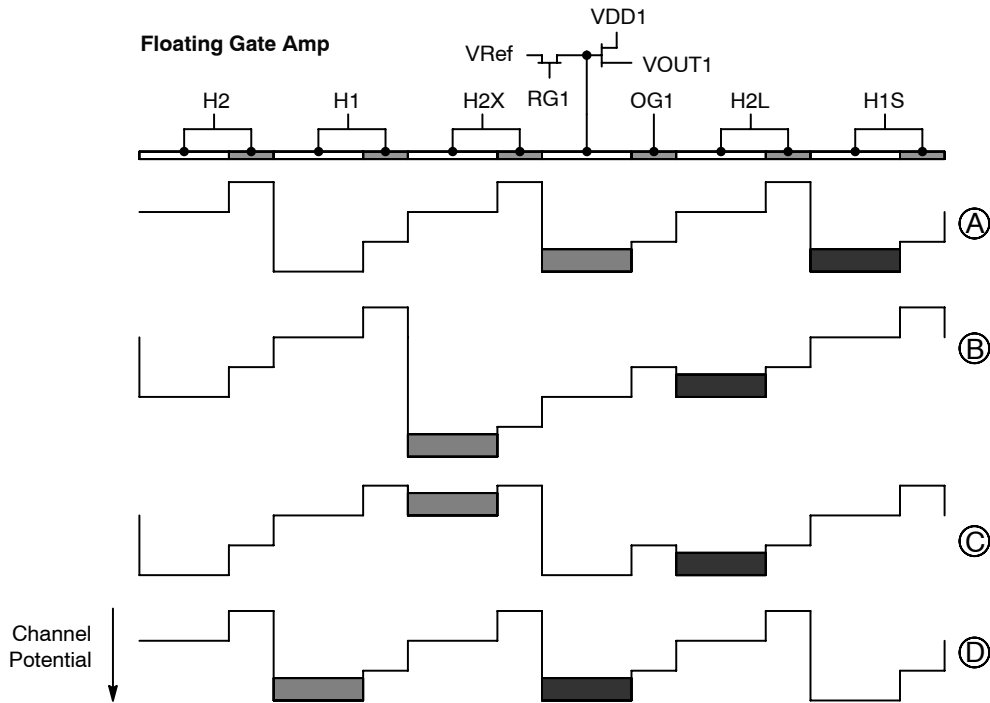 VDD1
Floating Gate Amp
VRef
VOUT1
RG1
H2
H1
H2X
OG1
H2L
H1S
A
B
C
Channel
Potential
D